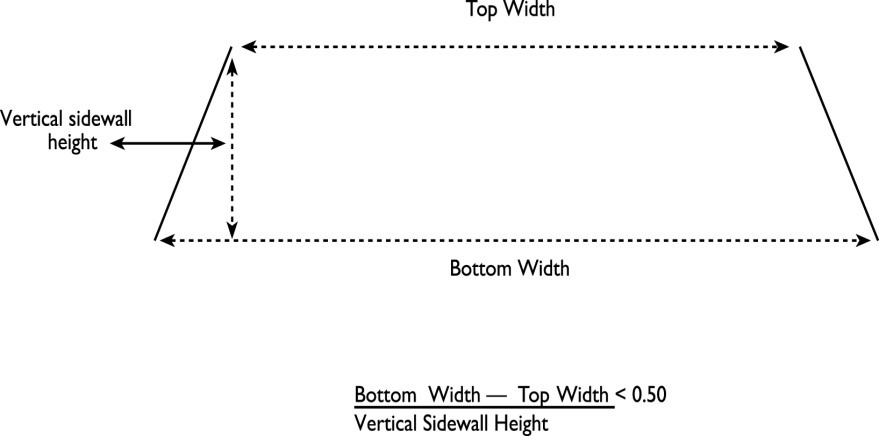 Top Width
Vertical sidewall
height
Bottom Width
Bottom Width — Top Width < 0.50
Vertical Sidewall Height